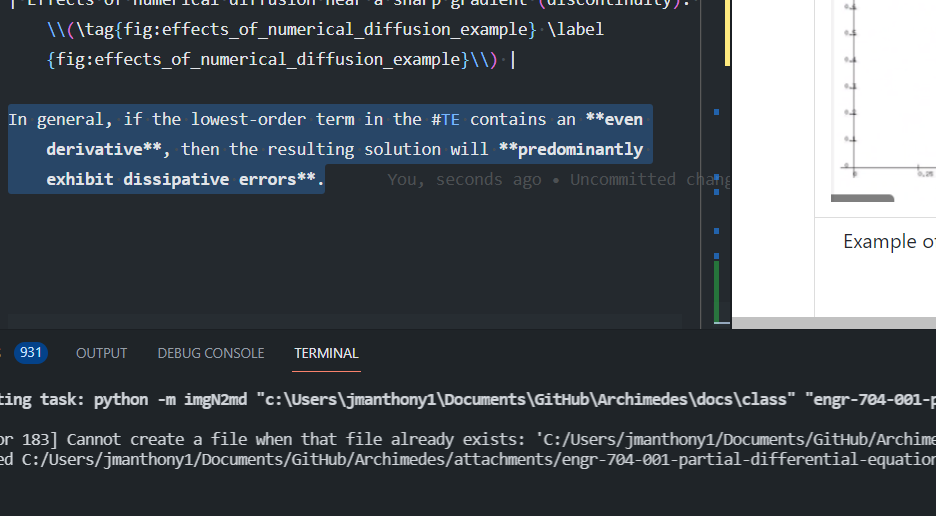 | Effects of numerical diffusion near a sharp gradient (discontinuity).
\\(\tag{fig:effects_of_numerical_diffusion_example} \label
{fig:effects_of_numerical_diffusion_example}\\) |
In general, if the lowest-order term in the #TE contains an **even
derivative**, then the resulting solution will **predominantly
exhibit dissipative errors**. You, seconds ago • Uncommitted chang
0.25
Example of
931 OUTPUT DEBUG CONSOLE TERMINAL
ting task: python -m imgN2md "c:\Users\jmanthony1\Documents\GitHub\Archimedes\docs\class" "engr-704-001-p
or 183] Cannot create a file when that file already exists: 'C:/Users/jmanthony1/Documents/GitHub/Archime
ed C:/Users/jmanthony1/Documents/GitHub/Archimedes/attachments/engr-704-001-partial-differential-equation